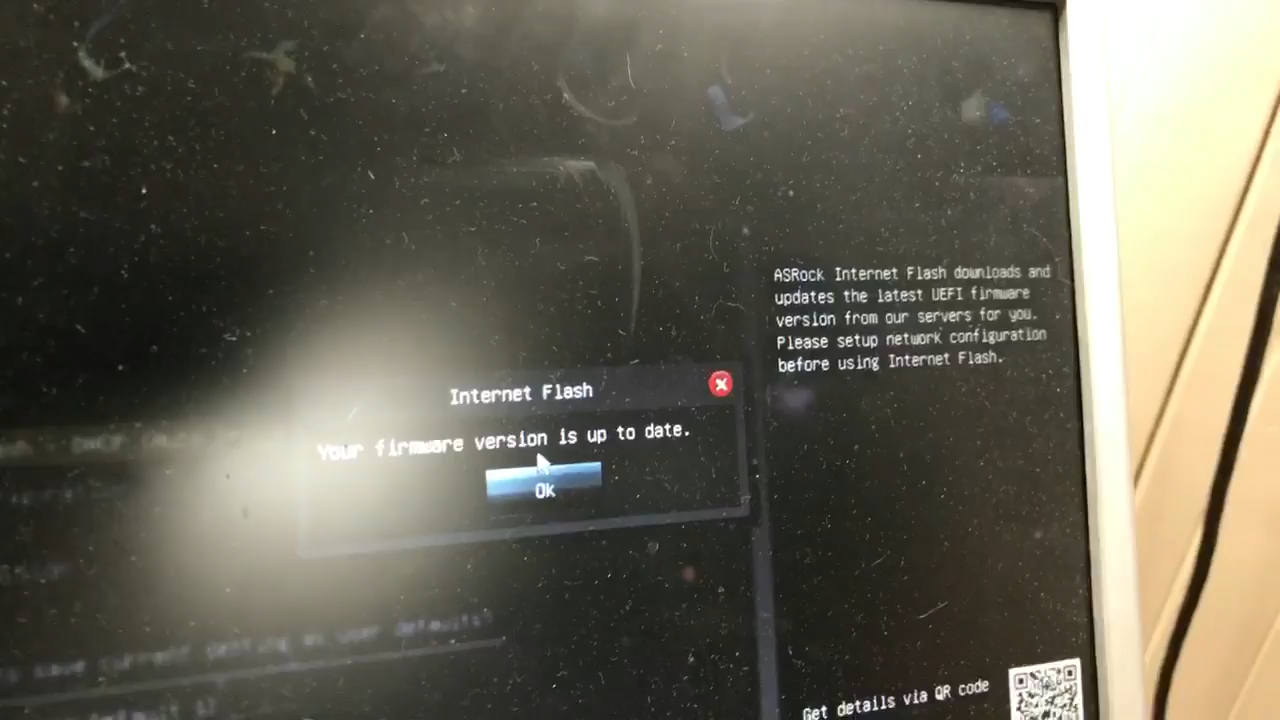 ASRock Internet Flash downloads and
updates the latest UEFI firmware
version from our servers for you.
Please setup network configuration
before using Internet Flash.
Internet Flash
Your firmware version is up to date.
Ok
Get details via QR code